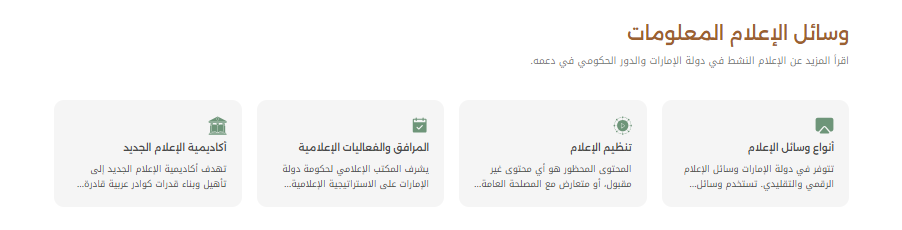 وسائل الإعلام المعلومات
اقرأ المزيد عن الإعلام النشط في دولة الإمارات والدور الحكومي في دعمه.
أنواع وسائل الإعلام
تتوفر في دولة الإمارات وسائل الإعلام
الرقمي والتقليدي. تستخدم وسائل...
تنظيم الإعلام
المحتوى المحظور هو أي محتوى غير
مقبول، أو متعارض مع المصلحة العامة...
المرافق والفعاليات الإعلامية
يشرف المكتب الإعلامي لحكومة دولة
الإمارات على الاستراتيجية الإعلامية...
أكاديمية الإعلام الجديد
تهدف أكاديمية الإعلام الجديد إلى
تأهيل وبناء قدرات كوادر عربية قادرة...